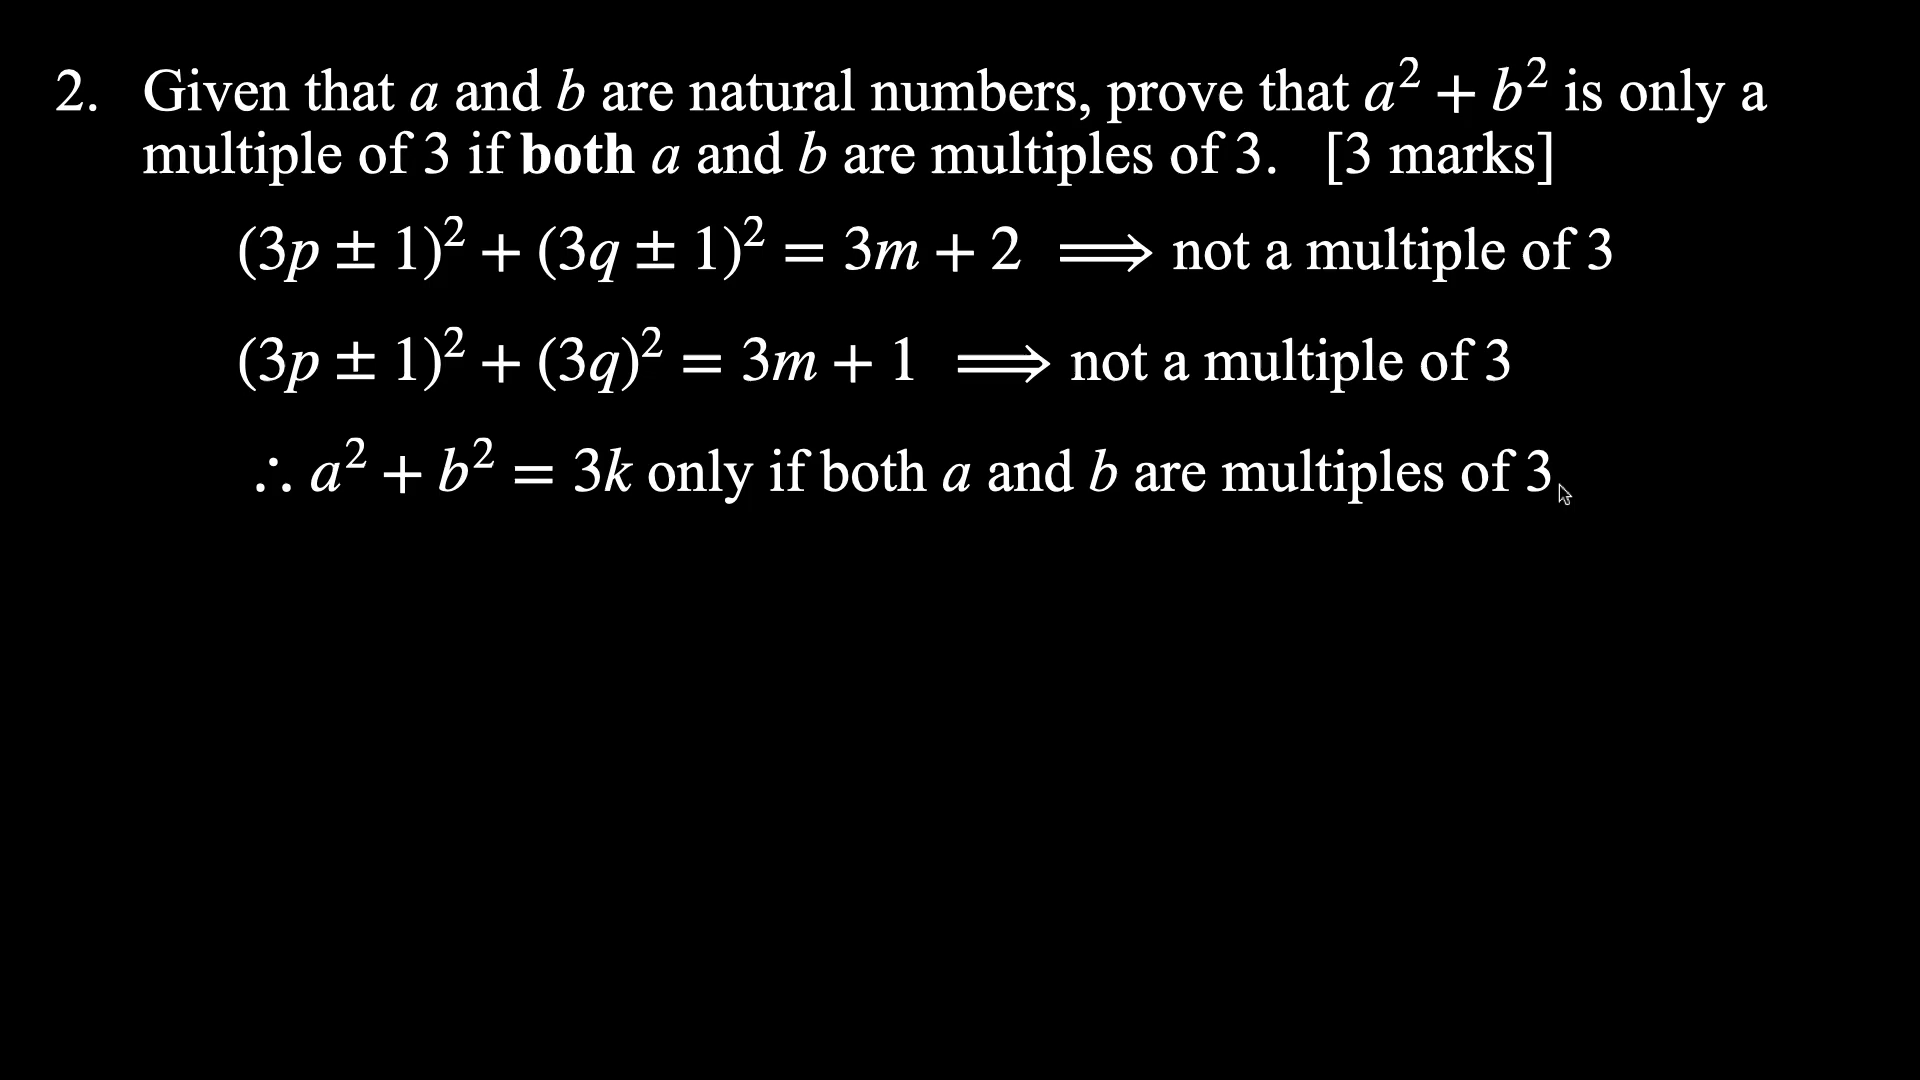 2. Given that a and b are natural numbers, prove that a² + b² is only a
multiple of 3 if both a and b are multiples of 3. [3 marks]
(3p ± 1)² + (3q ± 1)² = 3m + 2 ⟹ not a multiple of 3
(3p ± 1)² + (3q)² = 3m + 1 ⟹ not a multiple of 3
∴ a² + b² = 3k only if both a and b are multiples of 3